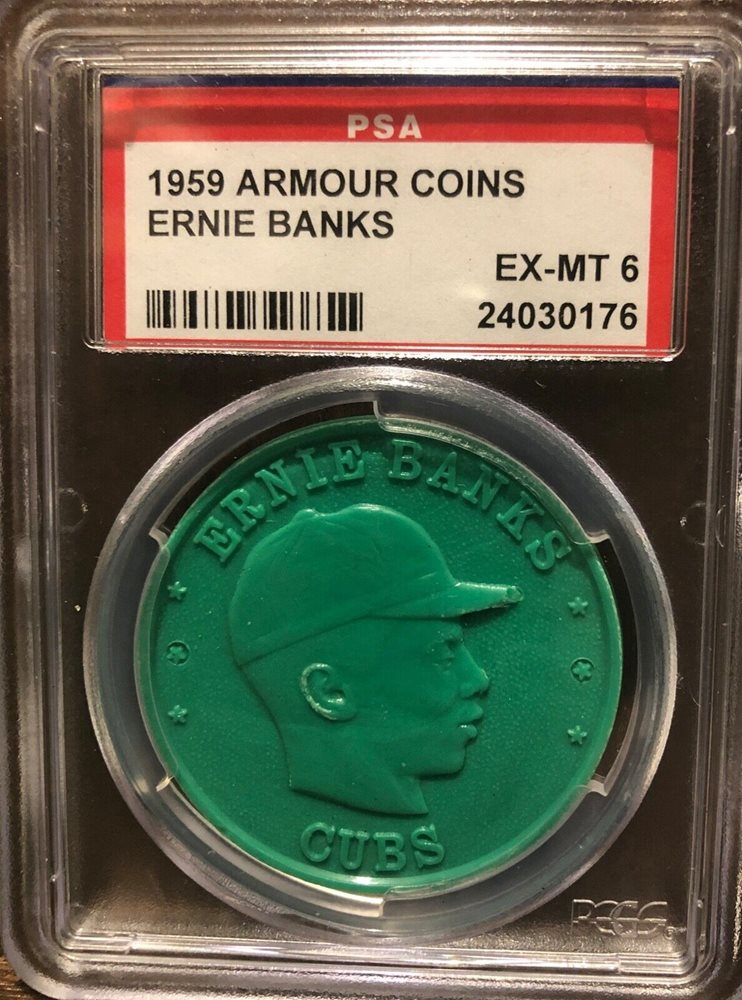 PSA
1959 ARMOUR COINS
ERNIE BANKS
EX-MT 6
24030176
ERNIE BANKS
CUBS
PCGS